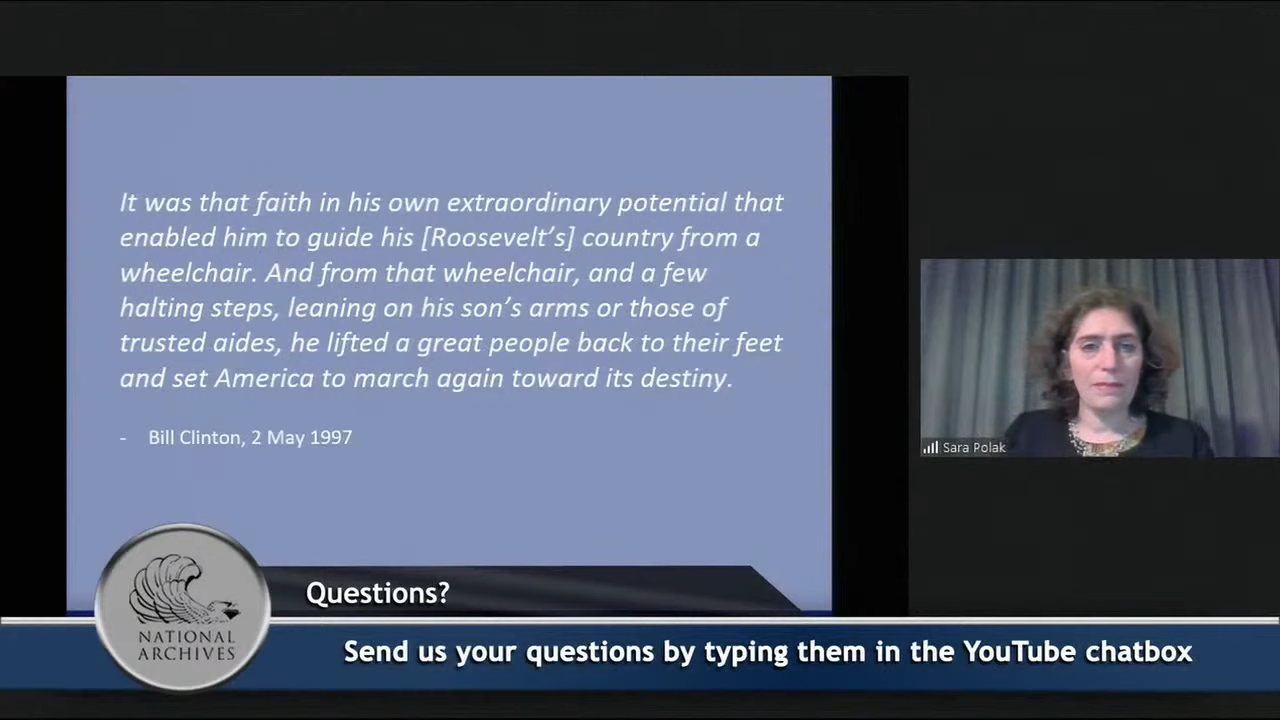 It was that faith in his own extraordinary potential that
enabled him to guide his [Roosevelt’s] country from a
wheelchair. And from that wheelchair, and a few
halting steps, leaning on his son’s arms or those of
trusted aides, he lifted a great people back to their feet
and set America to march again toward its destiny.
- Bill Clinton, 2 May 1997
Sara Polak
Questions?
NATIONAL
ARCHIVES
Send us your questions by typing them in the YouTube chatbox